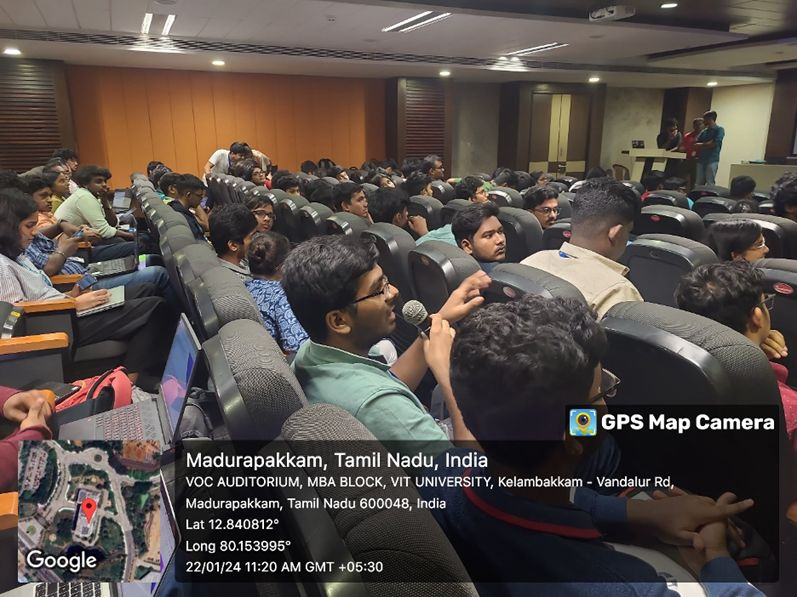 GPS Map Camera
Madurapakkam, Tamil Nadu, India
VOC AUDITORIUM, MBA BLOCK, VIT UNIVERSITY, Kelambakkam - Vandalur Rd,
Madurapakkam, Tamil Nadu 600048, India
Lat 12.840812°
Long 80.153995°
22/01/24 11:20 AM GMT +05:30
Google